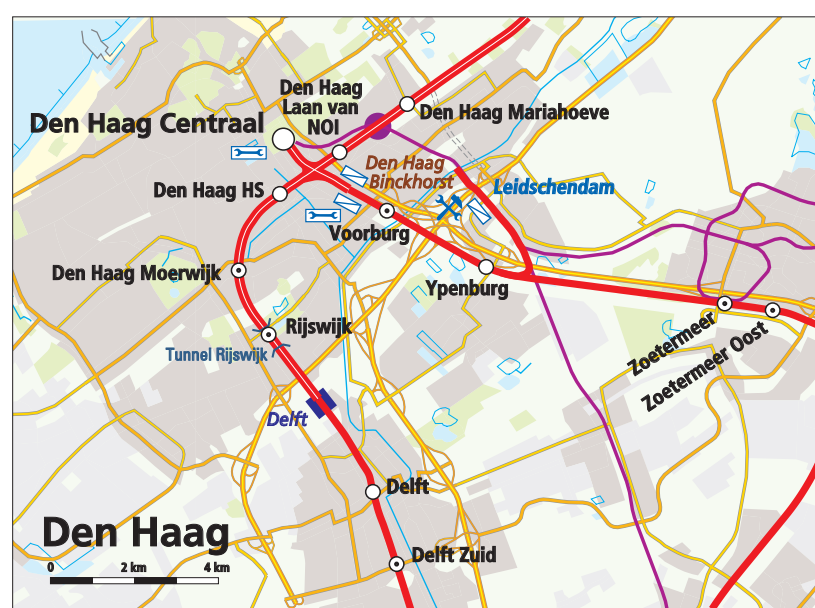 Den Haag
Laan van
NOI
Den Haag Mariahoeve
Den Haag Centraal
Den Haag
Binckhorst
Leidschendam
Den Haag HS
Voorburg
Den Haag Moerwijk
Ypenburg
Rijswijk
Tunnel Rijswijk
Zoetermeer
Zoetermeer Oost
Delft
Delft
Den Haag
Delft Zuid
0 2 km 4 km